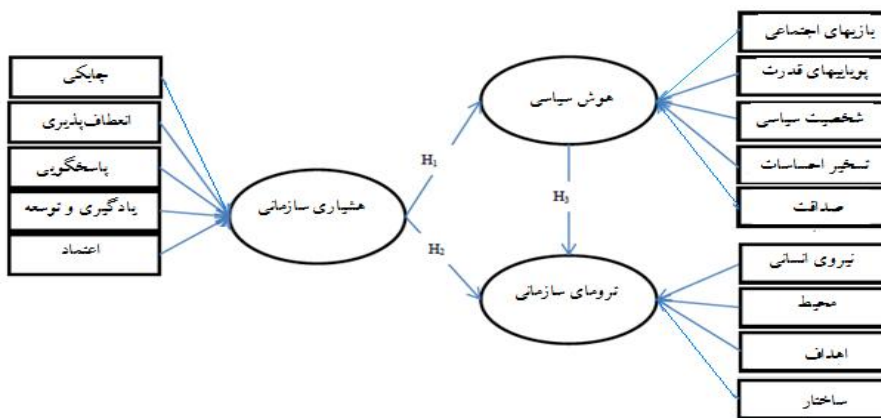 بازیهای اجتماعی
پویاییهای قدرت
شخصیت سیاسی
تسخیر احساسات
صداقت
هوش سیاسی
چابکی
انعطاف‌پذیری
پاسخگویی
یادگیری و توسعه
اعتماد
هشیاری سازمانی
H1
H2
H3
ترومای سازمانی
نیروی انسانی
محیط
اهداف
ساختار